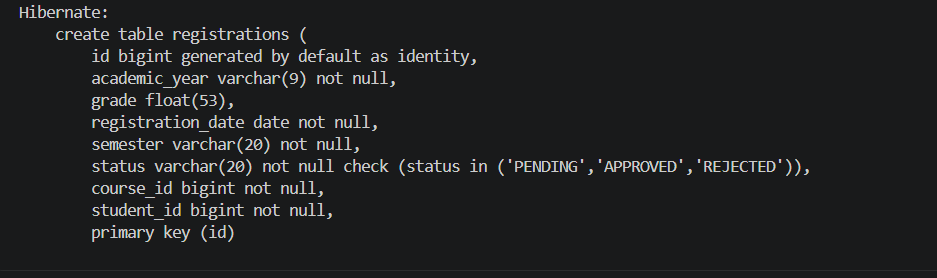 Hibernate:
    create table registrations (
        id bigint generated by default as identity,
        academic_year varchar(9) not null,
        grade float(53),
        registration_date date not null,
        semester varchar(20) not null,
        status varchar(20) not null check (status in ('PENDING','APPROVED','REJECTED')),
        course_id bigint not null,
        student_id bigint not null,
        primary key (id)